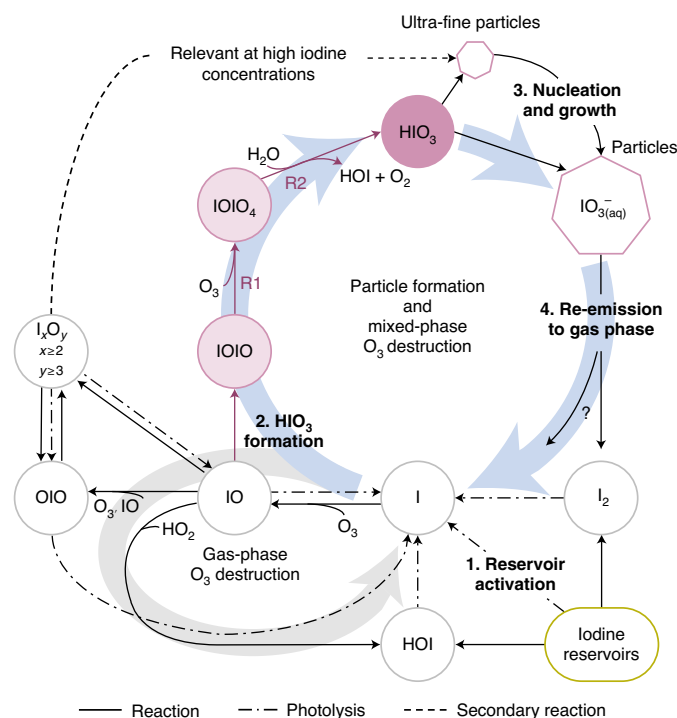 Ultra-fine particles
Relevant at high iodine
concentrations
3. Nucleation
and growth
HIO₃
Particles
H₂O
R2
HOI + O₂
IOIO₄
IO₃⁻(aq)
O₃
R1
Particle formation
and
mixed-phase
O₃ destruction
4. Re-emission
to gas phase
IₓOᵧ
x≥2
y≥3
IOIO
?
2. HIO₃
formation
OIO
IO
I
I₂
O₃, IO
HO₂
O₃
Gas-phase
O₃ destruction
1. Reservoir
activation
HOI
Iodine
reservoirs
Reaction
Photolysis
Secondary reaction